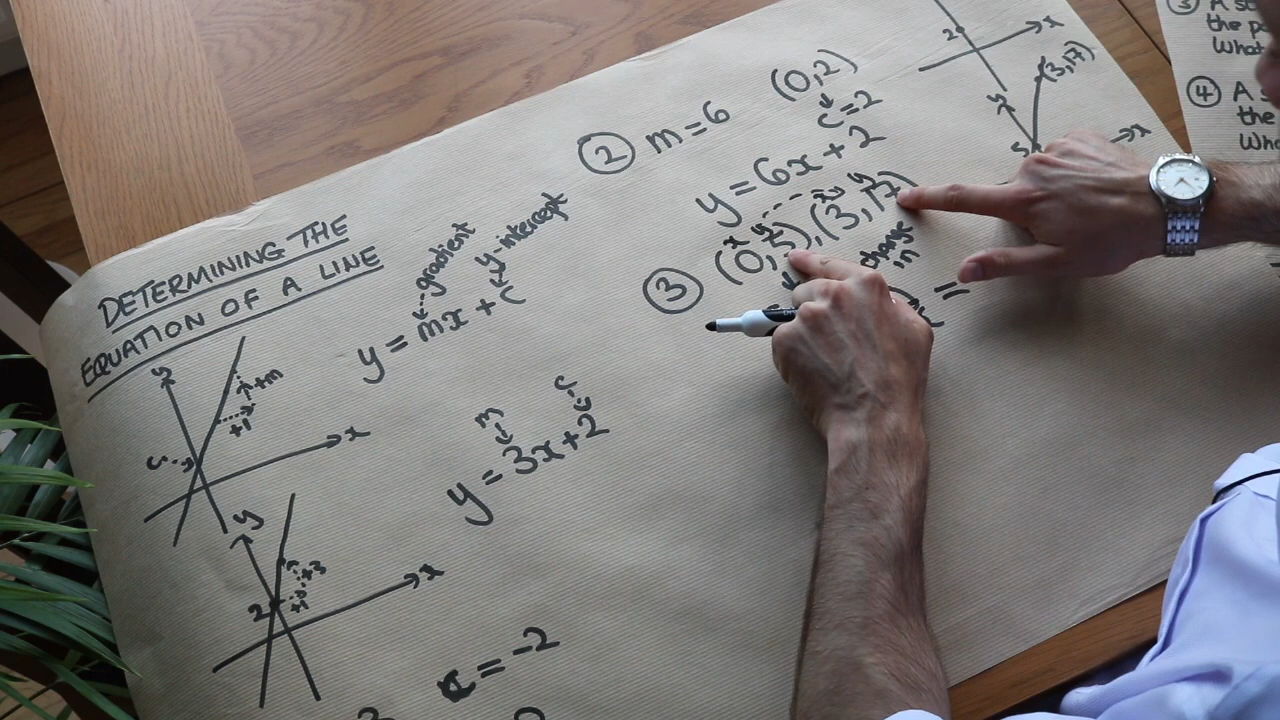 DETERMINING THE
EQUATION OF A LINE
y = mx + c
gradient
y-intercept
y
x
c
+1
+m
y = 3x + 2
m
c
y
x
2
+1
+3
c = -2
② m = 6 (0, 2)
c = 2
y = 6x + 2
③ (0, 5), (3, 17)
x y x y
change
in y
=
2
x
y
(3, 17)
5
x
③ A
the
What
④ A
the